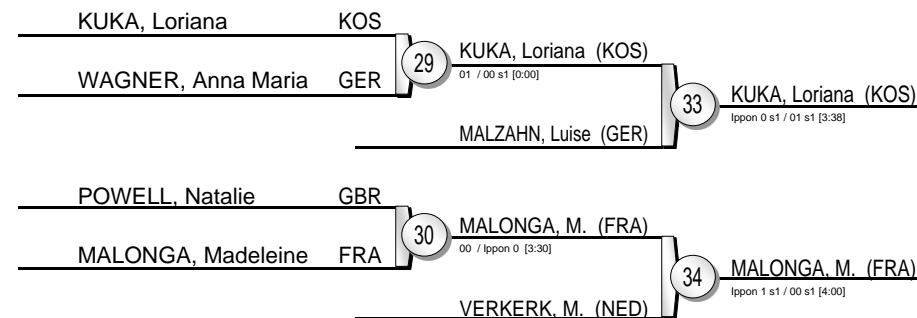 KUKA, Loriana KOS
WAGNER, Anna Maria GER
29
KUKA, Loriana (KOS)
01 / 00 s1 [0:00]
MALZAHN, Luise (GER)
33
KUKA, Loriana (KOS)
Ippon 0 s1 / 01 s1 [3:38]
POWELL, Natalie GBR
MALONGA, Madeleine FRA
30
MALONGA, M. (FRA)
00 / Ippon 0 [3:30]
VERKERK, M. (NED)
34
MALONGA, M. (FRA)
Ippon 1 s1 / 00 s1 [4:00]